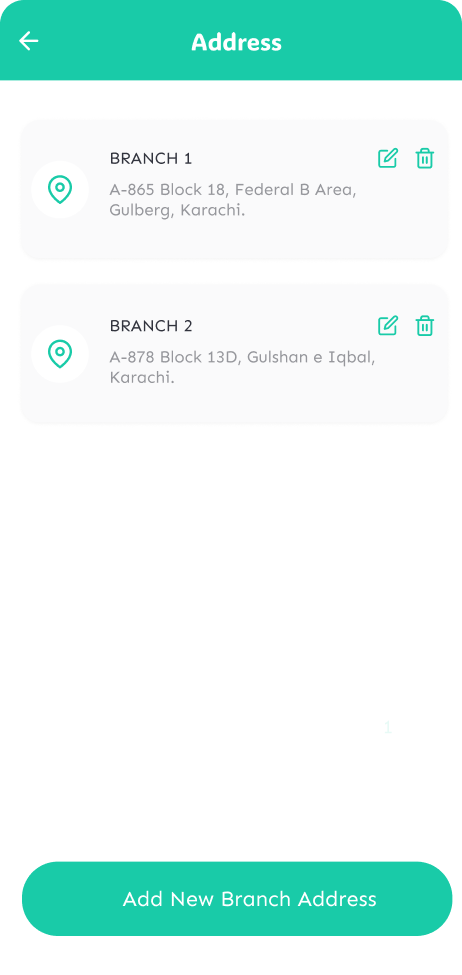 Address
BRANCH 1
A-865 Block 18, Federal B Area,
Gulberg, Karachi.
BRANCH 2
A-878 Block 13D, Gulshan e Iqbal,
Karachi.
1
Add New Branch Address